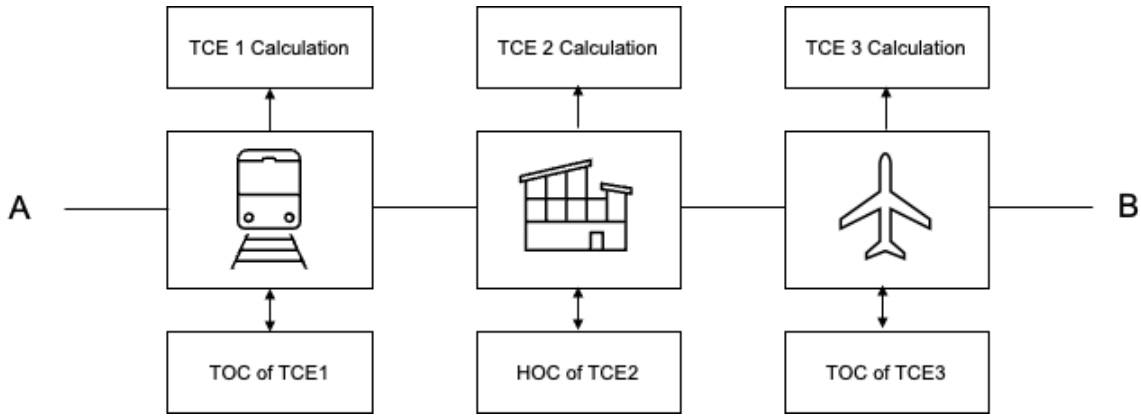 TCE 1 Calculation
TCE 2 Calculation
TCE 3 Calculation
A
B
TOC of TCE1
HOC of TCE2
TOC of TCE3